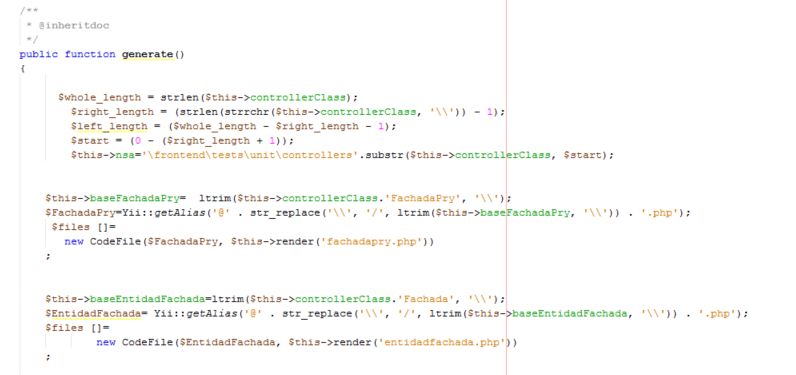 /**
 * @inheritdoc
 */
public function generate()
{
$whole_length = strlen($this->controllerClass);
$right_length = (strlen(strrchr($this->controllerClass, '\\')) - 1);
$left_length = ($whole_length - $right_length - 1);
$start = (0 - ($right_length + 1));
$this->nsa='\frontend\tests\unit\controllers'.substr($this->controllerClass, $start);
$this->baseFachadaPry=  ltrim($this->controllerClass.'FachadaPry', '\\');
$FachadaPry=Yii::getAlias('@' . str_replace('\\', '/', ltrim($this->baseFachadaPry, '\\')) . '.php');
$files []=
new CodeFile($FachadaPry, $this->render('fachadapry.php'))
;
$this->baseEntidadFachada=ltrim($this->controllerClass.'Fachada', '\\');
$EntidadFachada= Yii::getAlias('@' . str_replace('\\', '/', ltrim($this->baseEntidadFachada, '\\')) . '.php');
$files []=
new CodeFile($EntidadFachada, $this->render('entidadfachada.php'))
;